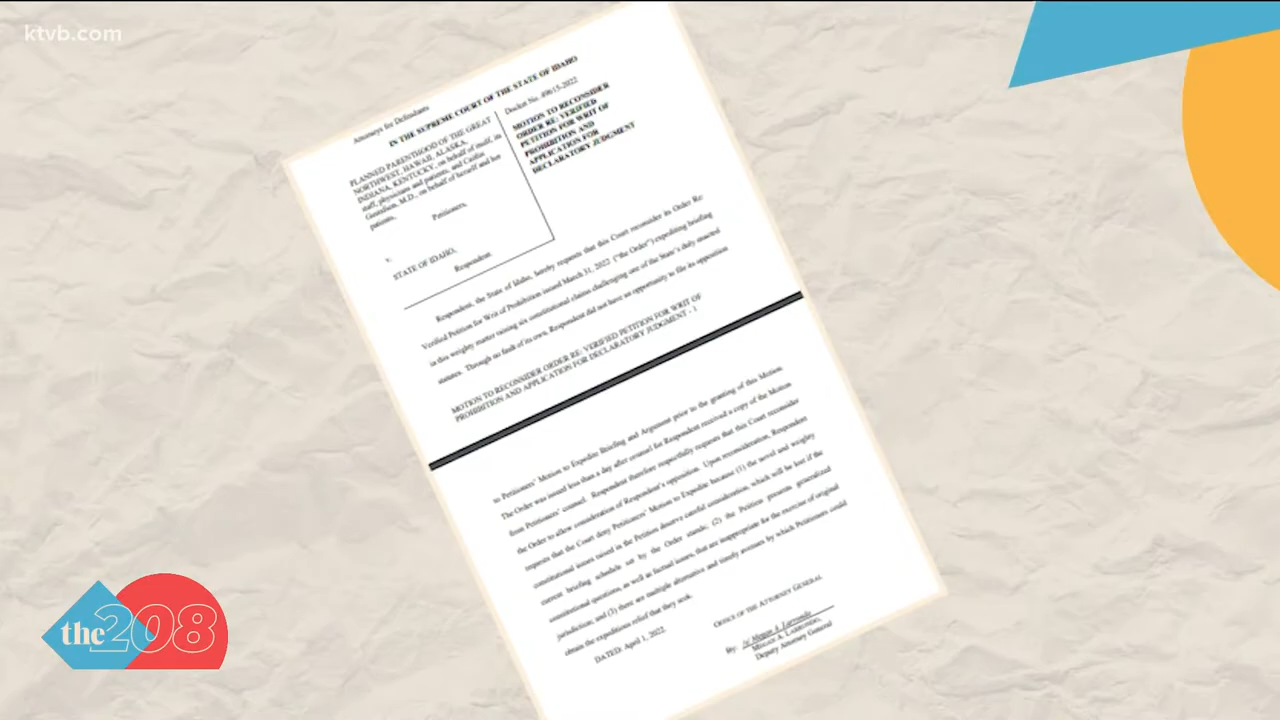 ktvb.com
Attorneys for Defendants
IN THE SUPREME COURT OF THE STATE OF IDAHO
PLANNED PARENTHOOD OF THE GREAT
NORTHWEST, HAWAII, ALASKA,
INDIANA, KENTUCKY, on behalf of itself, its
staff, physicians and patients, and Caitlin
Gustafson, M.D., on behalf of herself and her
patients,
Petitioners,
v.
STATE OF IDAHO,
Respondent.
Docket No. 49615-2022
MOTION TO RECONSIDER
ORDER RE: VERIFIED
PETITION FOR WRIT OF
PROHIBITION AND
APPLICATION FOR
DECLARATORY JUDGMENT
Respondent, the State of Idaho, hereby requests that this Court reconsider its Order Re:
Verified Petition for Writ of Prohibition issued March 31, 2022 ("the Order") expediting briefing
in this weighty matter raising six constitutional claims challenging one of the State's duly enacted
statutes. Through no fault of its own, Respondent did not have an opportunity to file its opposition
MOTION TO RECONSIDER ORDER RE: VERIFIED PETITION FOR WRIT OF
PROHIBITION AND APPLICATION FOR DECLARATORY JUDGMENT - 1
to Petitioners' Motion to Expedite Briefing and Argument prior to the granting of this Motion.
The Order was issued less than a day after counsel for Respondent received a copy of the Motion
from Petitioners' counsel. Respondent therefore respectfully requests that this Court reconsider
the Order to allow consideration of Respondent's opposition. Upon reconsideration, Respondent
requests that the Court deny Petitioners' Motion to Expedite because (1) the novel and weighty
constitutional issues raised in the Petition deserve careful consideration, which will be lost if the
current briefing schedule set by the Order stands; (2) the Petition presents generalized
constitutional questions, as well as factual issues, that are inappropriate for the exercise of original
jurisdiction; and (3) there are multiple alternative and timely avenues by which Petitioners could
obtain the expeditious relief that they seek.
DATED: April 1, 2022.
OFFICE OF THE ATTORNEY GENERAL
By: /s/ Megan A. Larrondo
MEGAN A. LARRONDO,
Deputy Attorney General
the 208